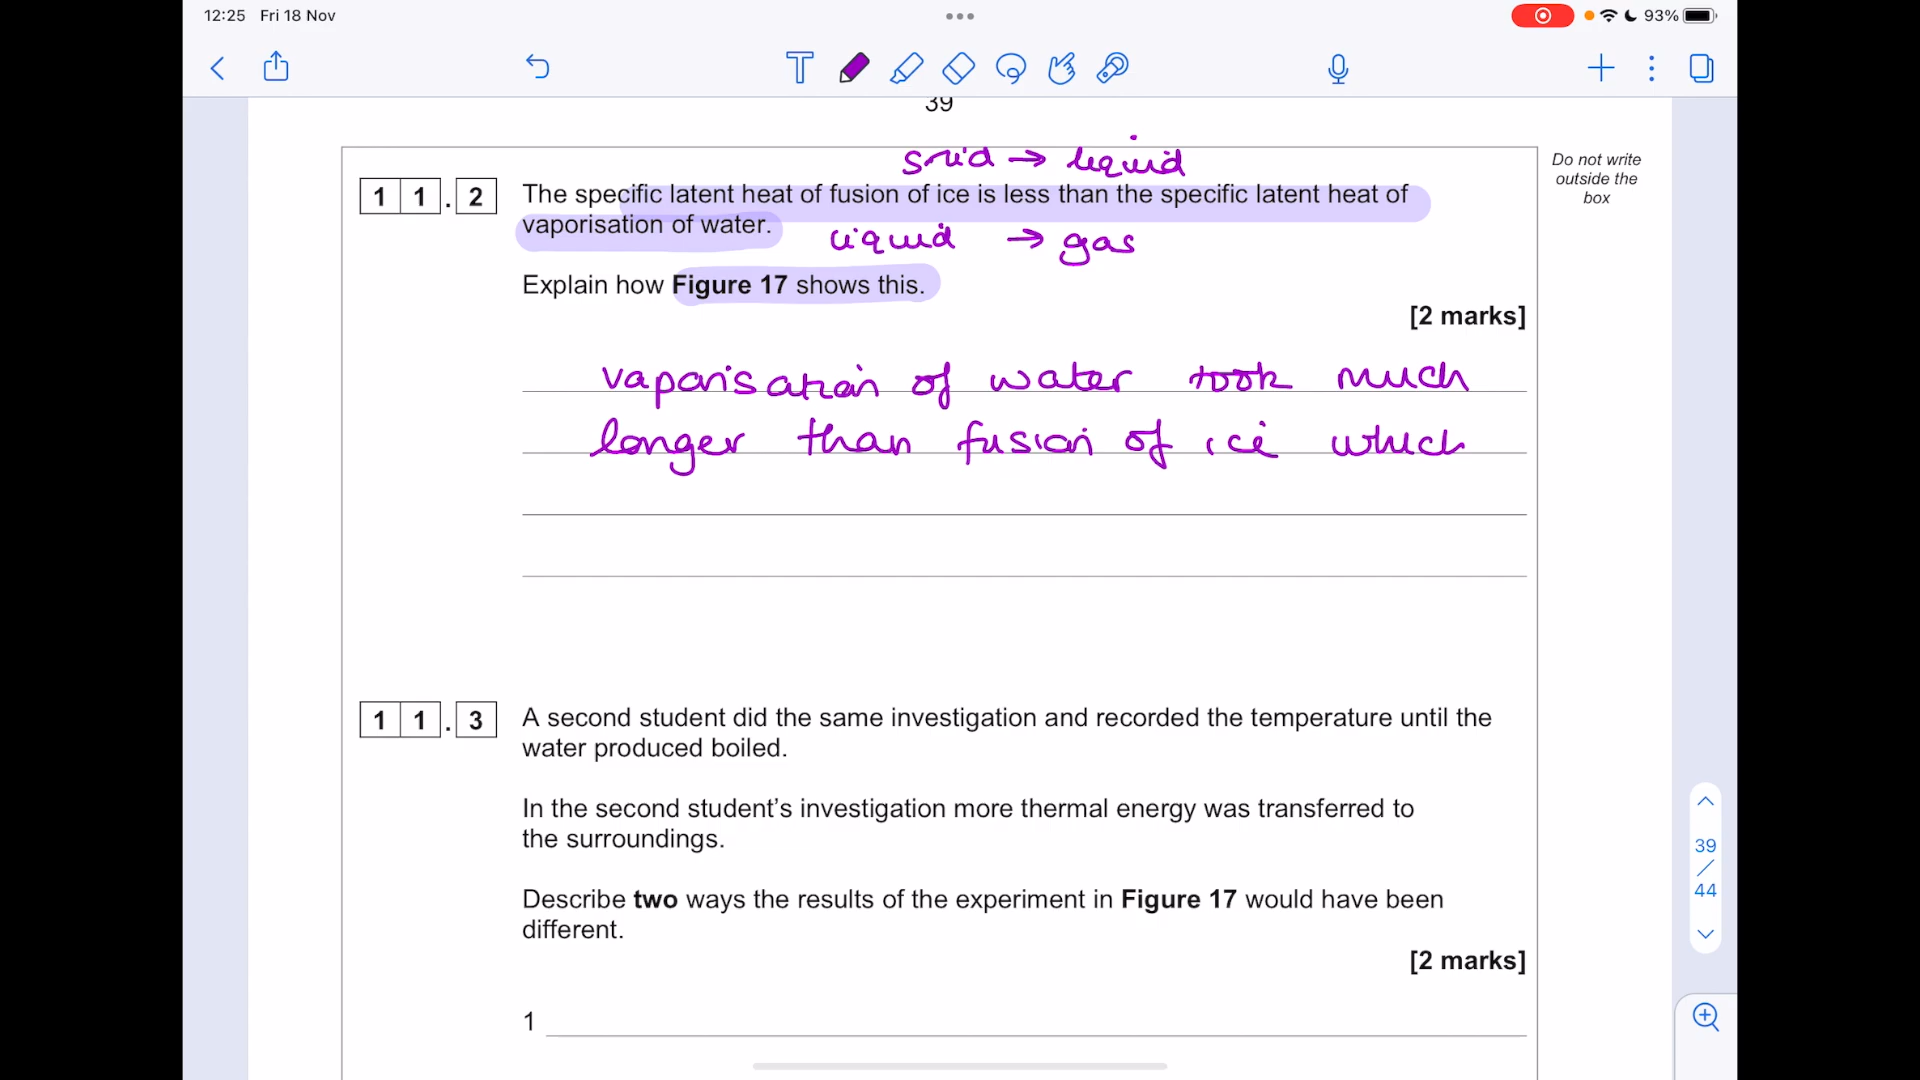 12:25 Fri 18 Nov
93%
39
solid → liquid
Do not write
outside the
box
1 1 . 2 The specific latent heat of fusion of ice is less than the specific latent heat of
vaporisation of water.
liquid → gas
Explain how Figure 17 shows this.
[2 marks]
vaporisation of water took much
longer than fusion of ice which
1 1 . 3 A second student did the same investigation and recorded the temperature until the
water produced boiled.
In the second student’s investigation more thermal energy was transferred to
the surroundings.
Describe two ways the results of the experiment in Figure 17 would have been
different.
[2 marks]
1
39
/
44